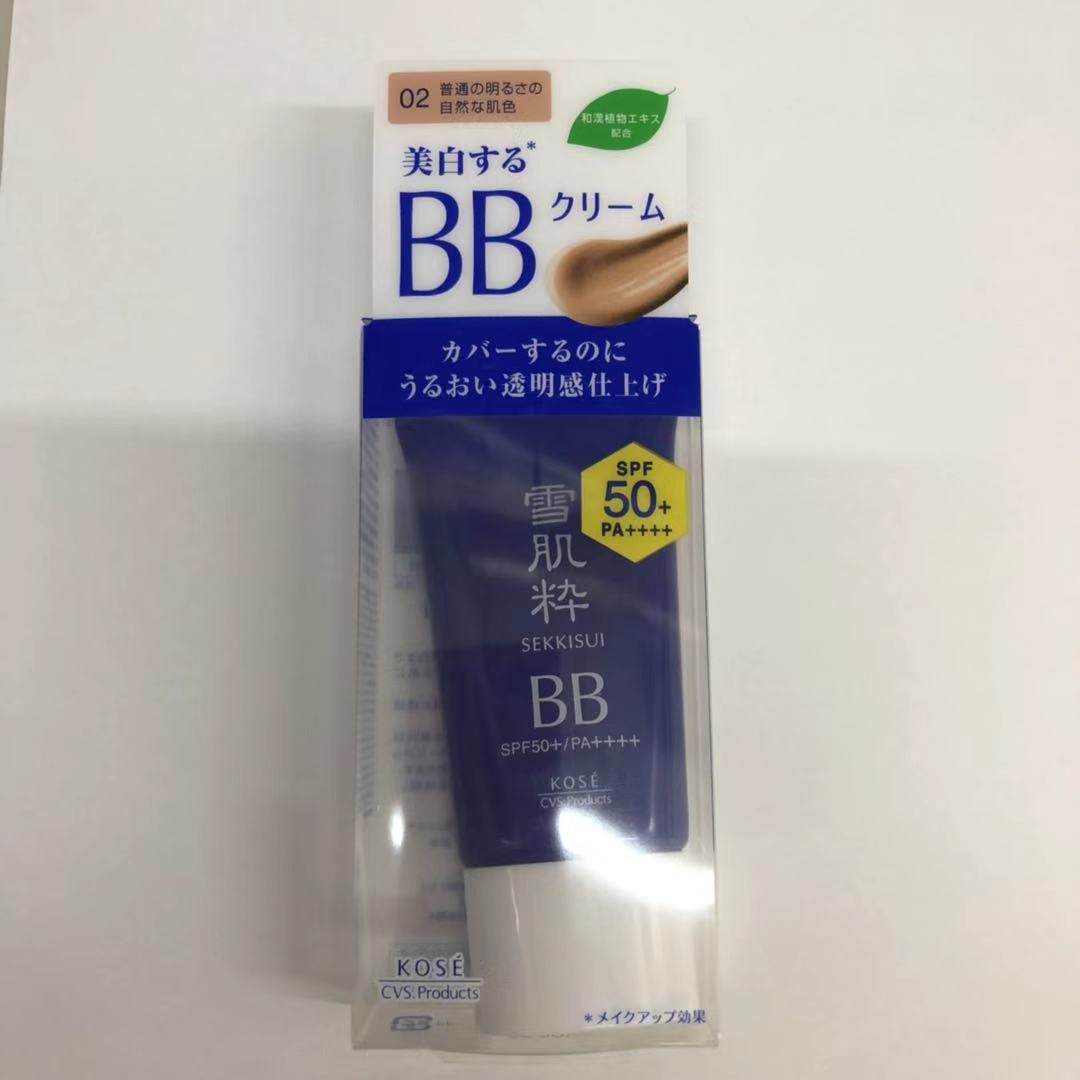 02 普通の明るさの
自然な肌色
和漢植物エキス
配合
美白する*
BB クリーム
カバーするのに
うるおい透明感仕上げ
SPF
50+
PA++++
雪肌粋
SEKKISUI
BB
SPF50+/PA++++
KOSÉ
CVS.Products
KOSÉ
CVS.Products
*メイクアップ効果